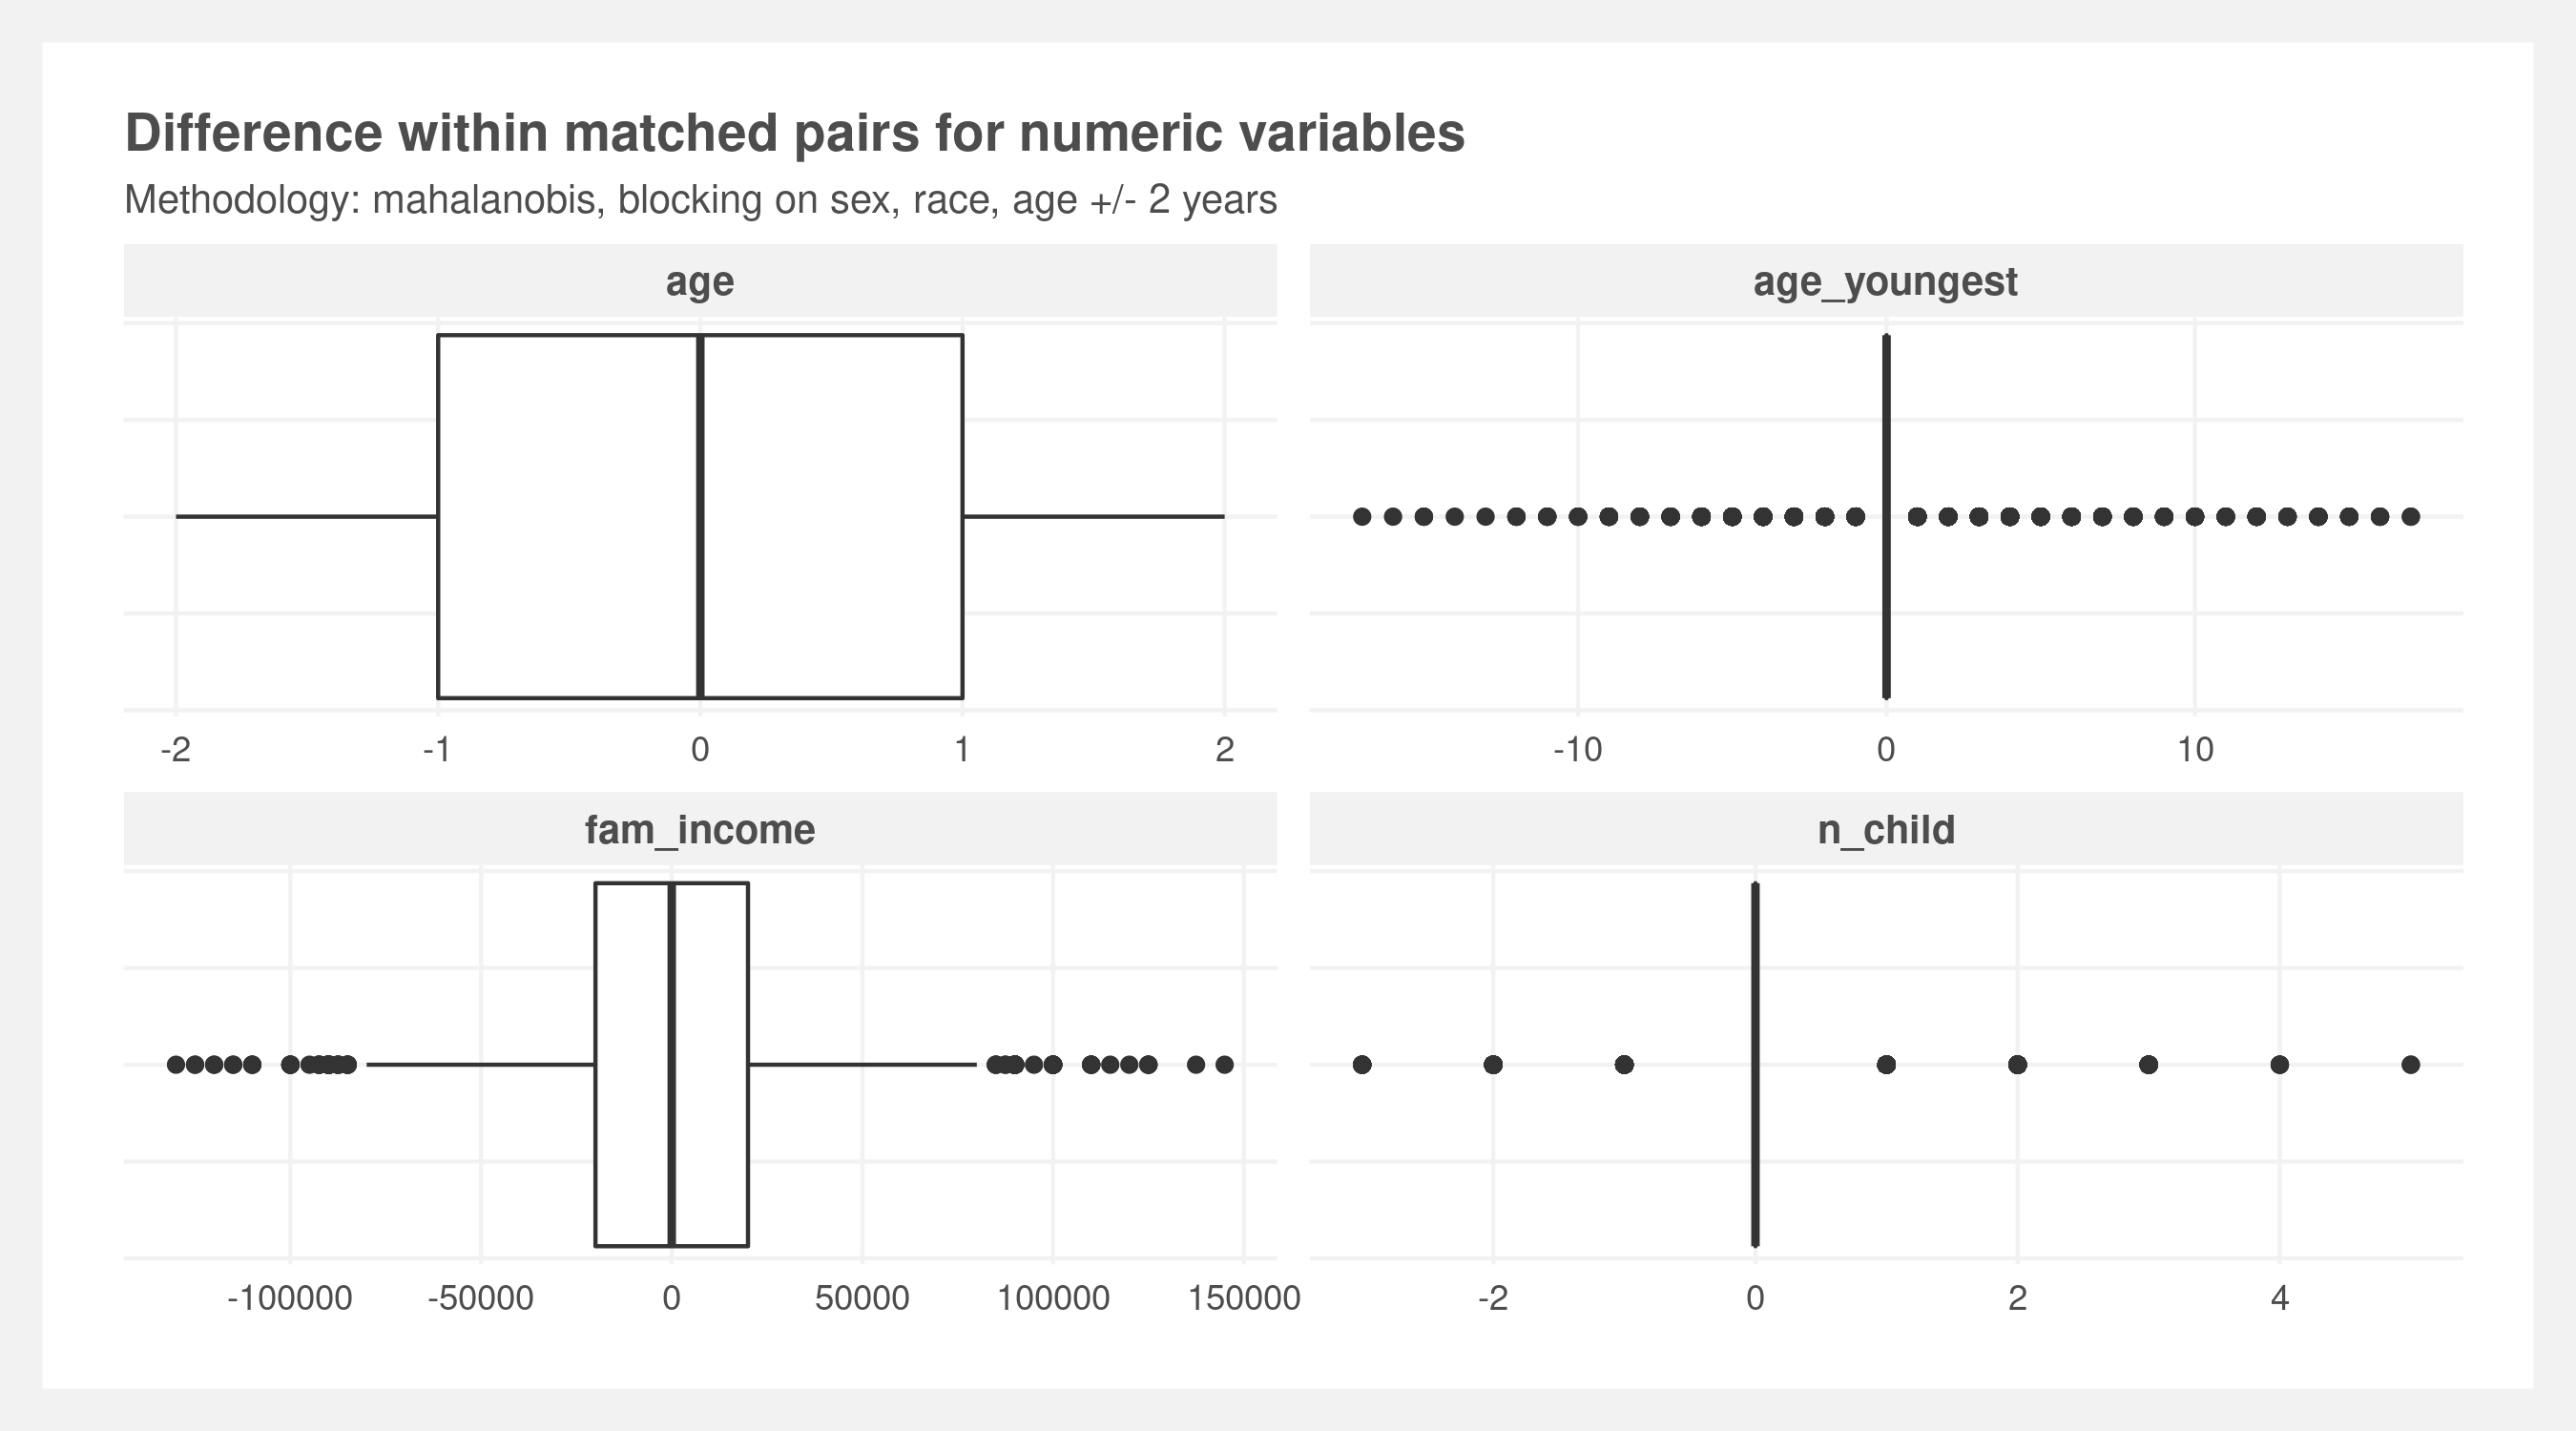 Difference within matched pairs for numeric variables
Methodology: mahalanobis, blocking on sex, race, age +/- 2 years
age
age_youngest
-2 -1 0 1 2
-10 0 10
fam_income
n_child
-100000 -50000 0 50000 100000 150000
-2 0 2 4